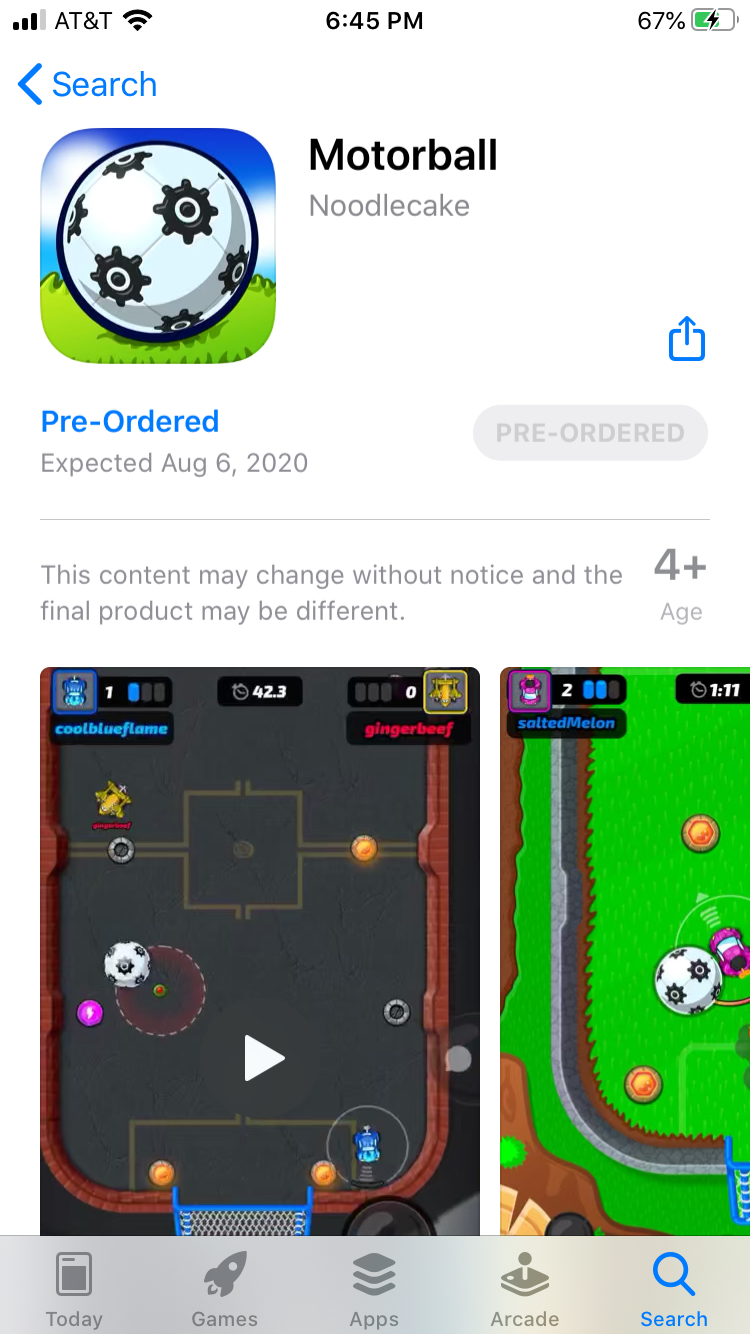 AT&T 6:45 PM 67%
Search
Motorball
Noodlecake
Pre-Ordered
PRE-ORDERED
Expected Aug 6, 2020
This content may change without notice and the
final product may be different.
4+
Age
1 42.3 0
coolblueflame gingerbeef
gingerbeef
2 1:11
saltedMelon
Today Games Apps Arcade Search